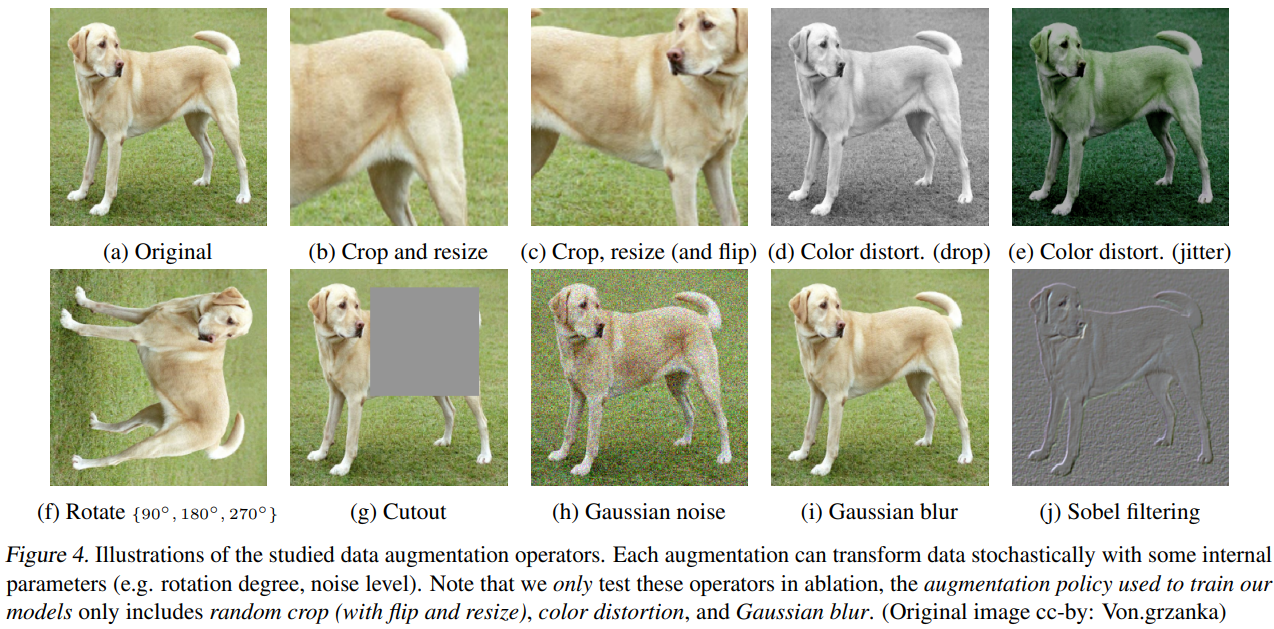 (a) Original
(b) Crop and resize
(c) Crop, resize (and flip)
(d) Color distort. (drop)
(e) Color distort. (jitter)
(f) Rotate {90°, 180°, 270°}
(g) Cutout
(h) Gaussian noise
(i) Gaussian blur
(j) Sobel filtering
Figure 4. Illustrations of the studied data augmentation operators. Each augmentation can transform data stochastically with some internal
parameters (e.g. rotation degree, noise level). Note that we only test these operators in ablation, the augmentation policy used to train our
models only includes random crop (with flip and resize), color distortion, and Gaussian blur. (Original image cc-by: Von.grzanka)